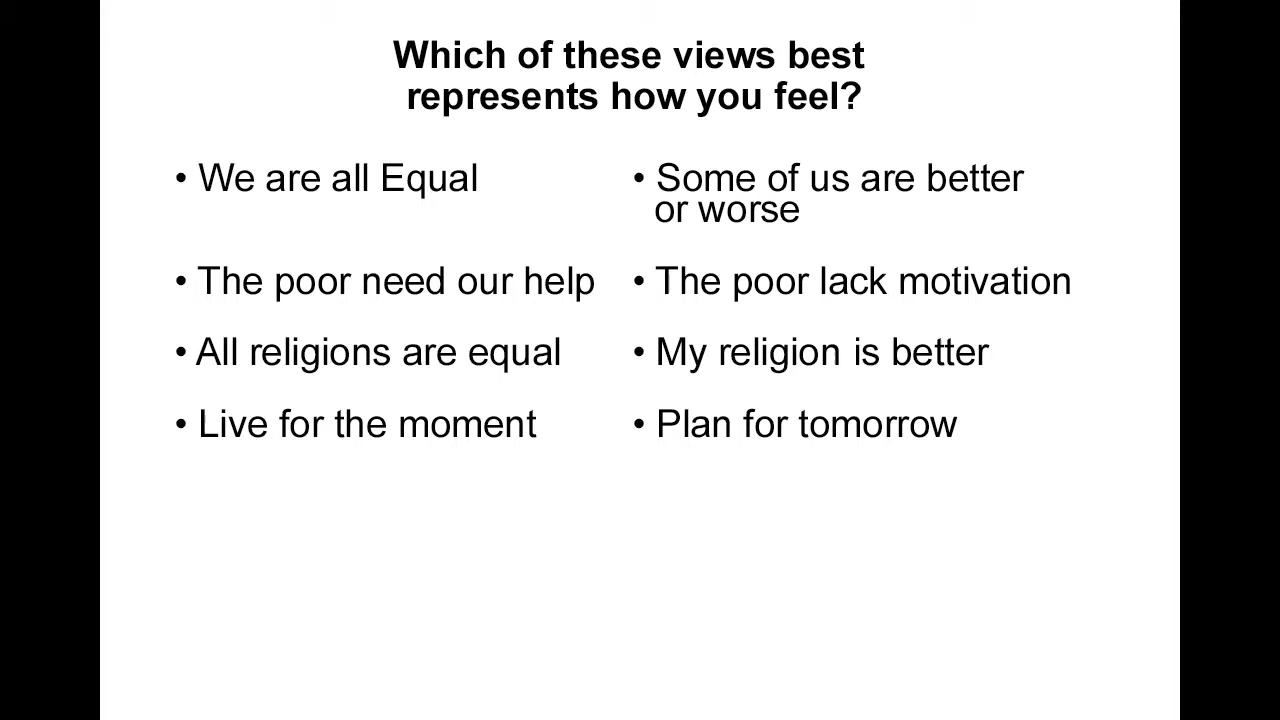 Which of these views best
represents how you feel?
• We are all Equal
• Some of us are better
or worse
• The poor need our help
• The poor lack motivation
• All religions are equal
• My religion is better
• Live for the moment
• Plan for tomorrow